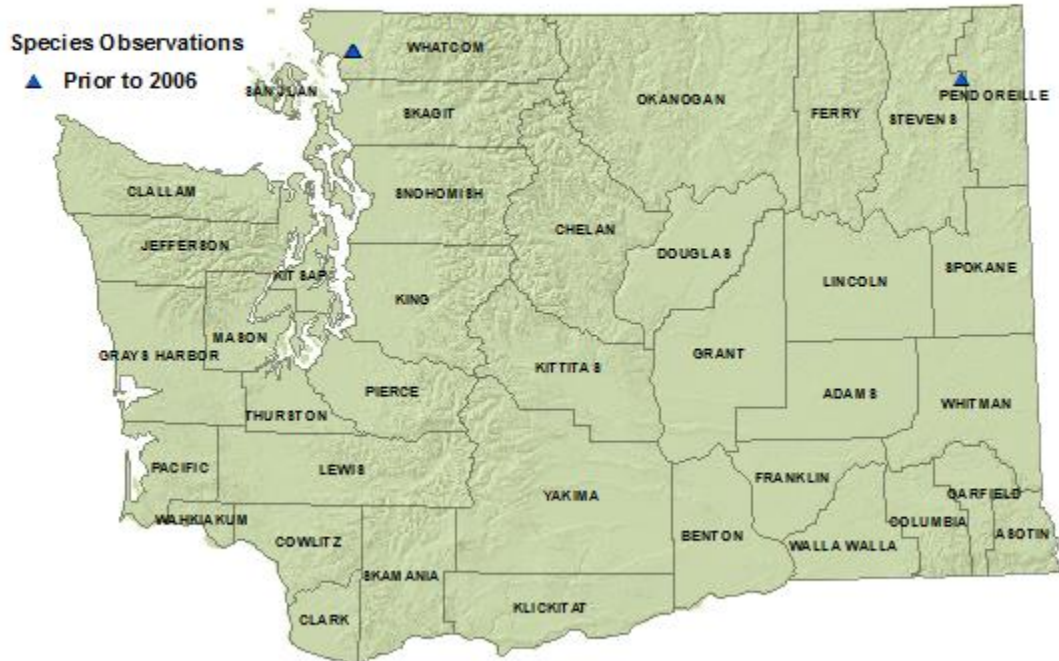 Species Observations
Prior to 2006
WHATCOM
SAN JUAN
SKAGIT
OKANOGAN
FERRY
STEVENS
PENDOREILLE
CLALLAM
SNOHOMISH
CHELAN
JEFFERSON
KITSAP
DOUGLAS
LINCOLN
SPOKANE
KING
MASON
GRAYS HARBOR
GRANT
KITTITAS
PIERCE
ADAMS
WHITMAN
THURSTON
PACIFIC
LEWIS
YAKIMA
FRANKLIN
GARFIELD
WAHKIAKUM
COLUMBIA
ASOTIN
COWLITZ
BENTON
WALLA WALLA
SKAMANIA
KLICKITAT
CLARK